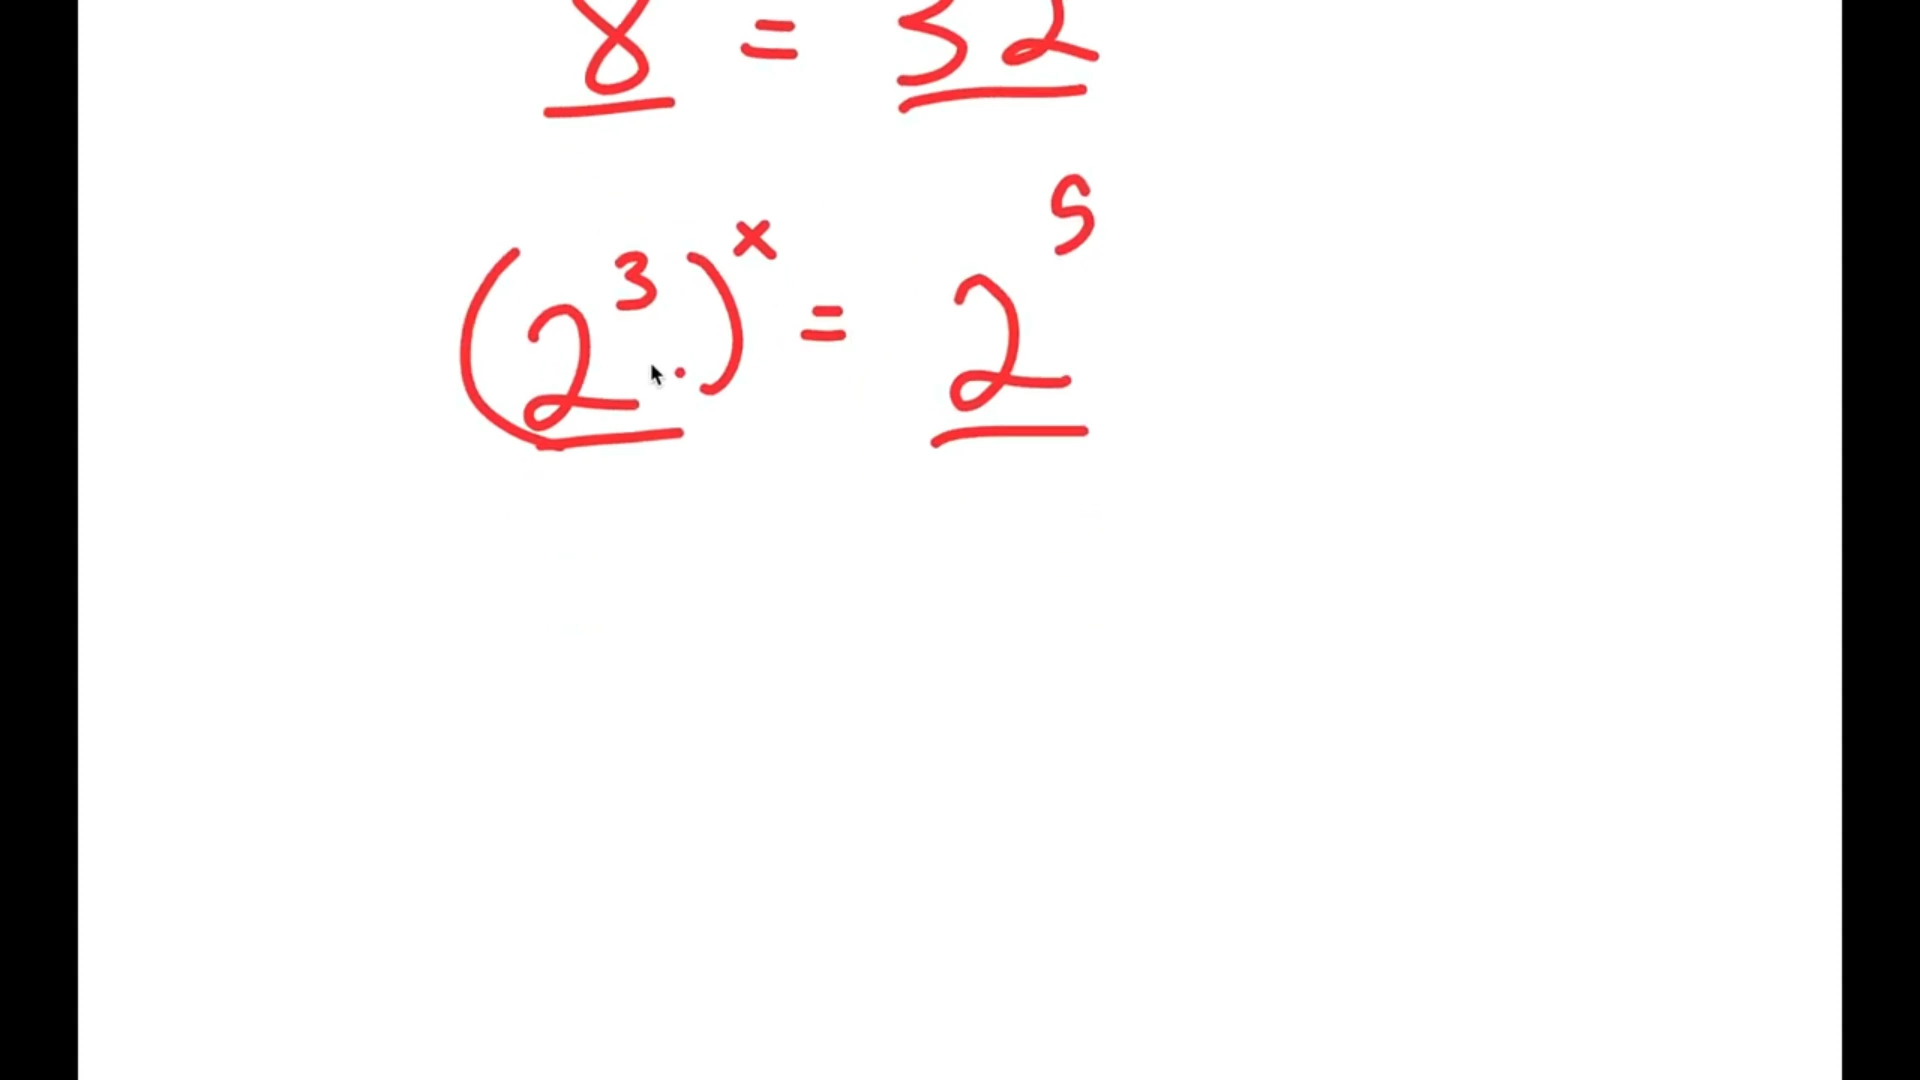 8 = 32
(2³.)ˣ = 2⁵